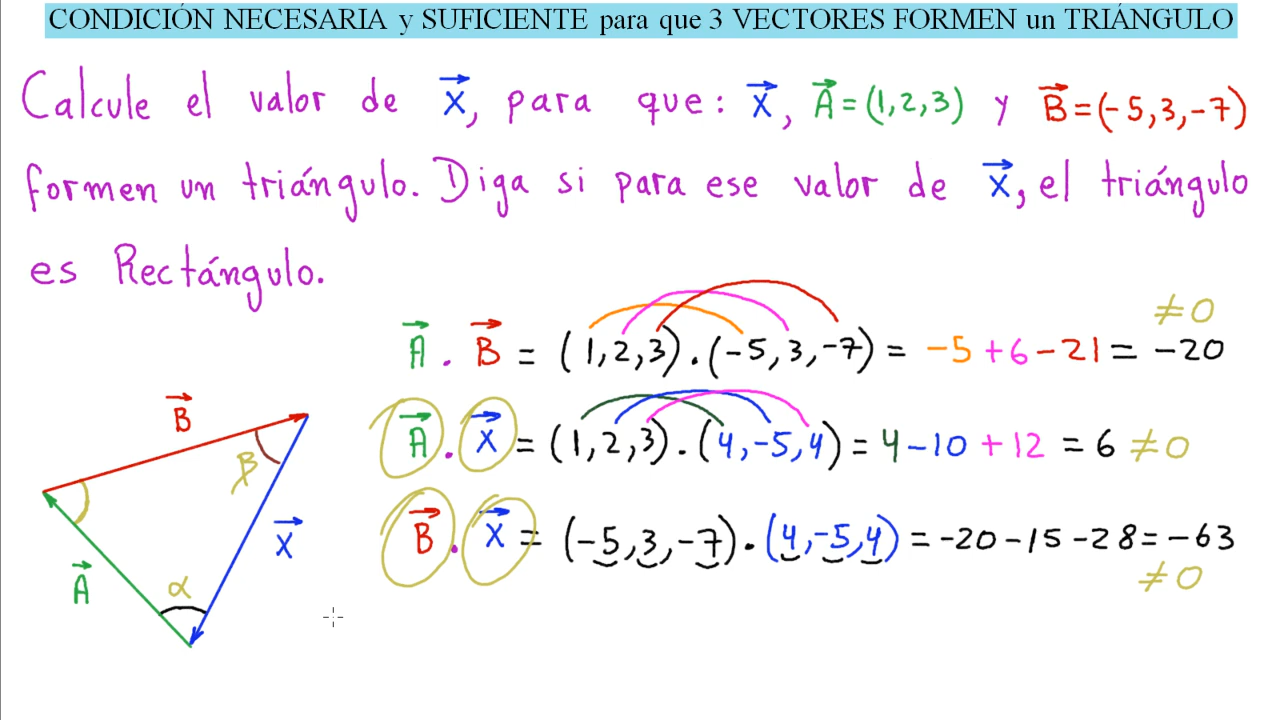 CONDICIÓN NECESARIA y SUFICIENTE para que 3 VECTORES FORMEN un TRIÁNGULO
Calcule el valor de X⃗, para que: X⃗, A⃗=(1,2,3) y B⃗=(-5,3,-7)
formen un triángulo. Diga si para ese valor de X⃗, el triángulo
es Rectángulo.
≠0
A⃗ . B⃗ = (1,2,3).(-5,3,-7) = -5+6-21 = -20
A⃗ . X⃗ = (1,2,3).(4,-5,4) = 4-10+12 = 6 ≠0
B⃗ . X⃗ = (-5,3,-7).(4,-5,4) = -20-15-28 = -63
≠0
B⃗
β
X⃗
A⃗
α